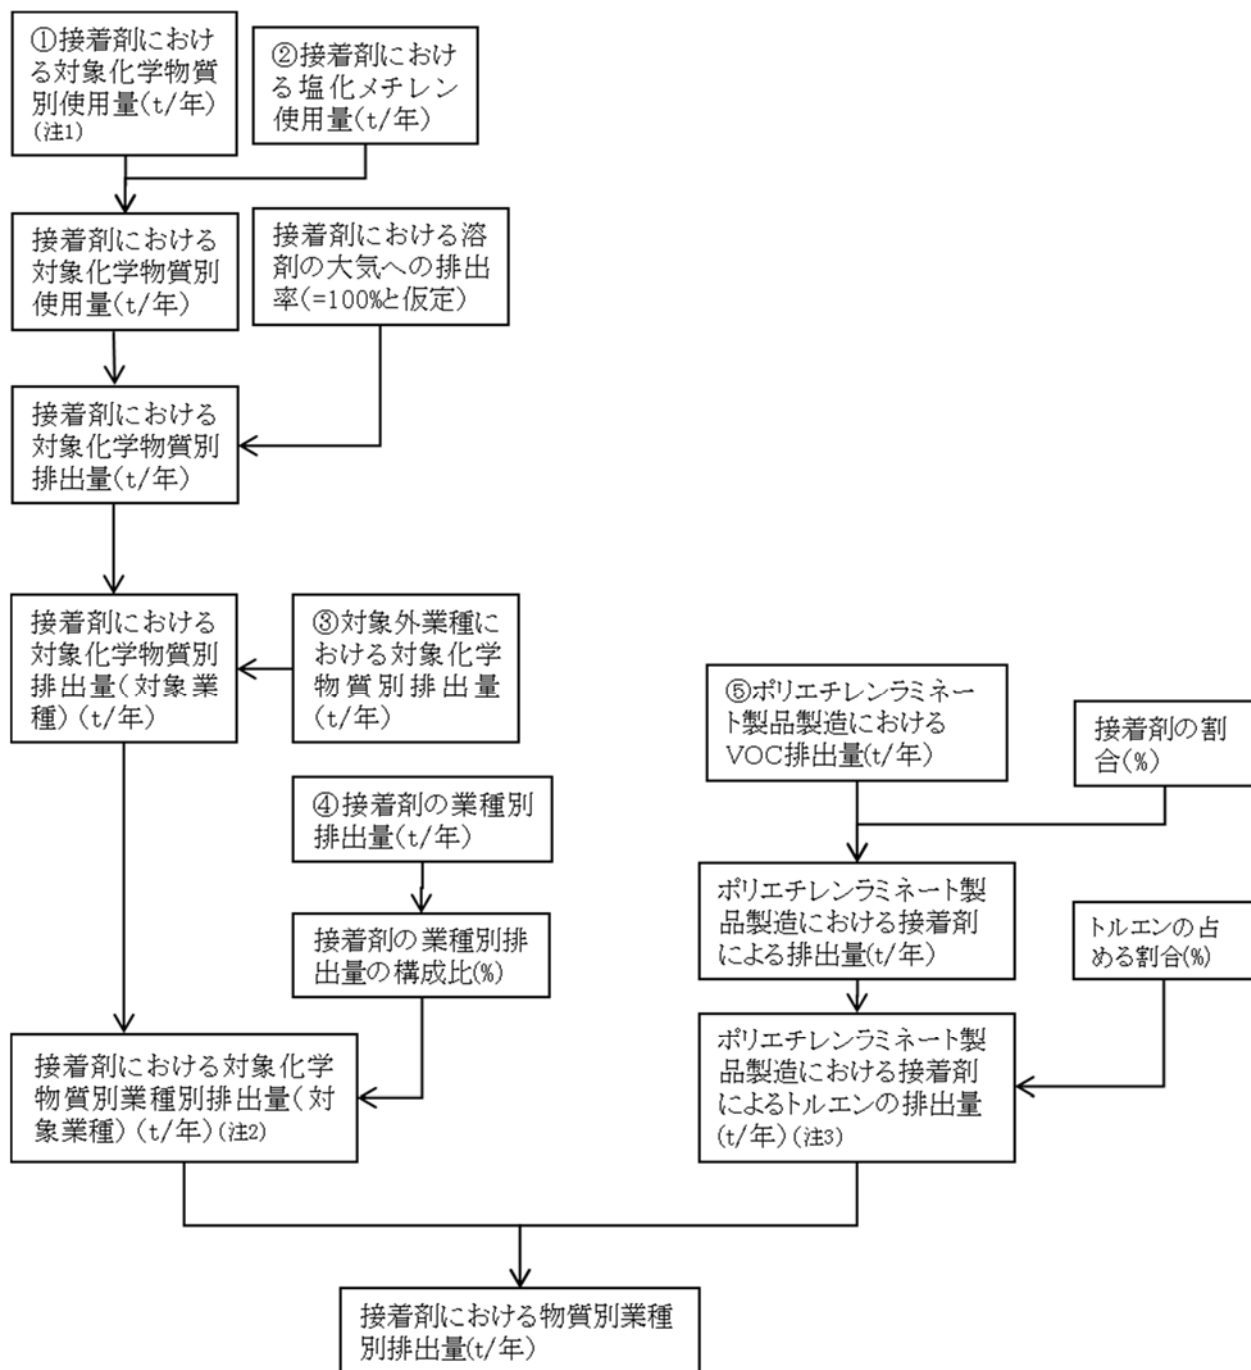 ①接着剤におけ
る対象化学物質
別使用量(t/年)
(注1)
②接着剤におけ
る塩化メチレン
使用量(t/年)
接着剤における
対象化学物質別
使用量(t/年)
接着剤における溶
剤の大気への排出
率(=100%と仮定)
接着剤における
対象化学物質別
排出量(t/年)
接着剤における
対象化学物質別
排出量(対象業
種)(t/年)
③対象外業種に
おける対象化学
物質別排出量
(t/年)
④接着剤の業種別
排出量(t/年)
接着剤の業種別排
出量の構成比(%)
接着剤における対象化学
物質別業種別排出量(対
象業種)(t/年)(注2)
⑤ポリエチレンラミネー
ト製品製造における
VOC排出量(t/年)
接着剤の割
合(%)
ポリエチレンラミネート製
品製造における接着剤
による排出量(t/年)
トルエンの占
める割合(%)
ポリエチレンラミネート製
品製造における接着剤
によるトルエンの排出量
(t/年)(注3)
接着剤における物質別業種
別排出量(t/年)